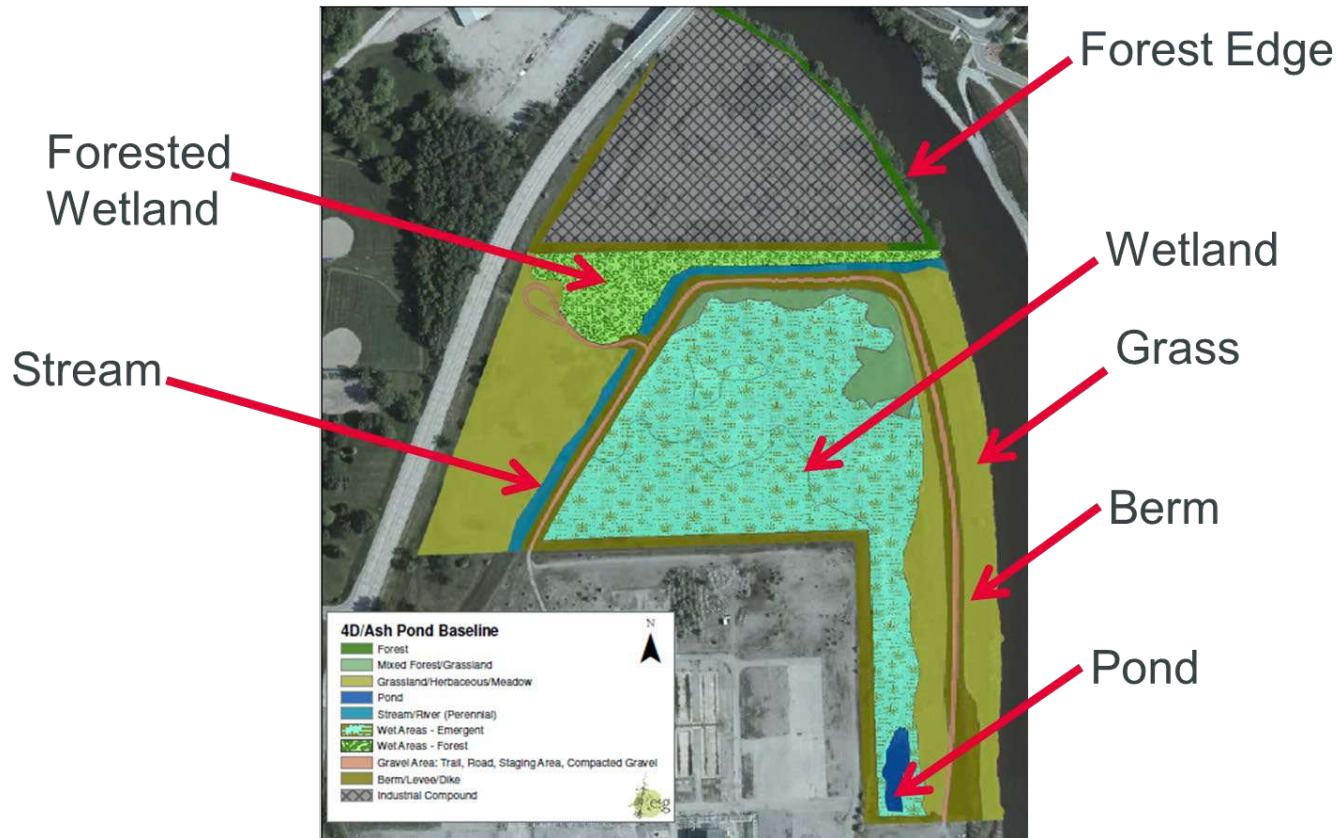 Forest Edge
Forested
Wetland
Wetland
Grass
Stream
Berm
Pond
4D/Ash Pond Baseline
N
Forest
Mixed Forest/Grassland
Grassland/Herbaceous/Meadow
Pond
Stream/River (Perennial)
Wet Areas - Emergent
Wet Areas - Forest
Gravel Area: Trail, Road, Staging Area, Compacted Gravel
Berm/Levee/Dike
Industrial Compound
eig